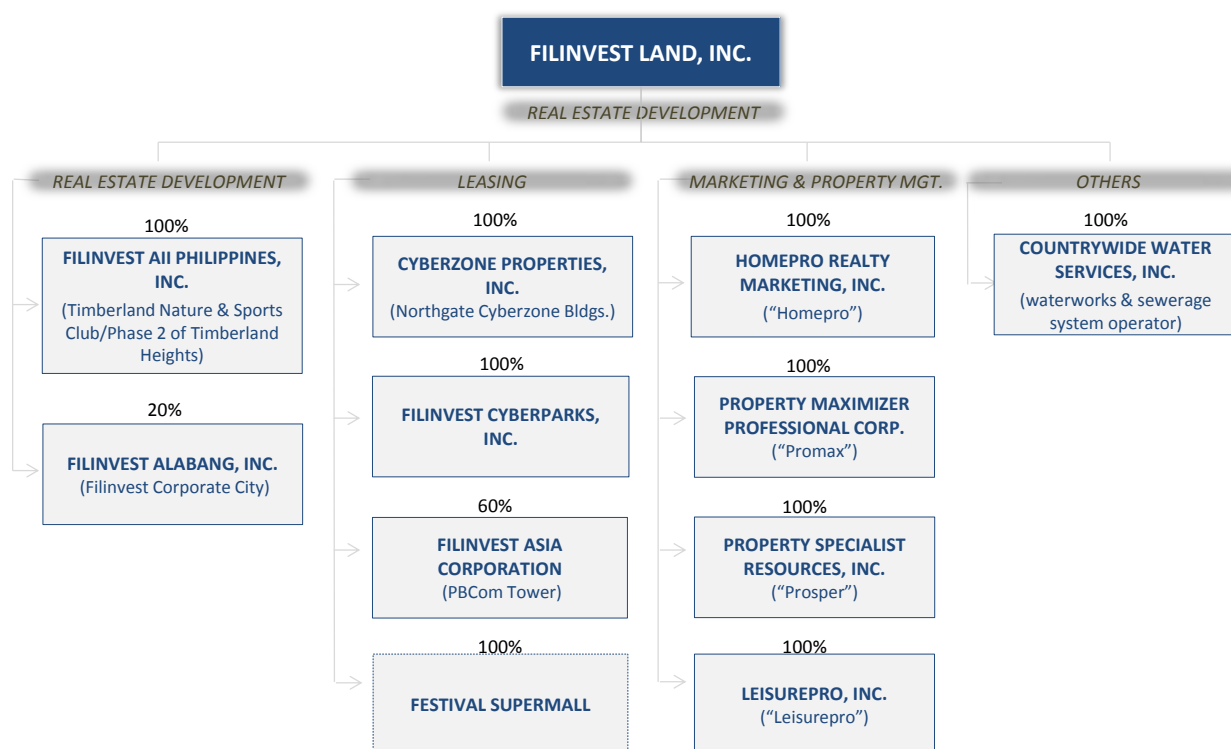 FILINVEST LAND, INC.
REAL ESTATE DEVELOPMENT
REAL ESTATE DEVELOPMENT
100%
FILINVEST AII PHILIPPINES,
INC.
(Timberland Nature & Sports
Club/Phase 2 of Timberland
Heights)
20%
FILINVEST ALABANG, INC.
(Filinvest Corporate City)
LEASING
100%
CYBERZONE PROPERTIES,
INC.
(Northgate Cyberzone Bldgs.)
100%
FILINVEST CYBERPARKS,
INC.
60%
FILINVEST ASIA
CORPORATION
(PBCom Tower)
100%
FESTIVAL SUPERMALL
MARKETING & PROPERTY MGT.
100%
HOMEPRO REALTY
MARKETING, INC.
(“Homepro”)
100%
PROPERTY MAXIMIZER
PROFESSIONAL CORP.
(“Promax”)
100%
PROPERTY SPECIALIST
RESOURCES, INC.
(“Prosper”)
100%
LEISUREPRO, INC.
(“Leisurepro”)
OTHERS
100%
COUNTRYWIDE WATER
SERVICES, INC.
(waterworks & sewerage
system operator)